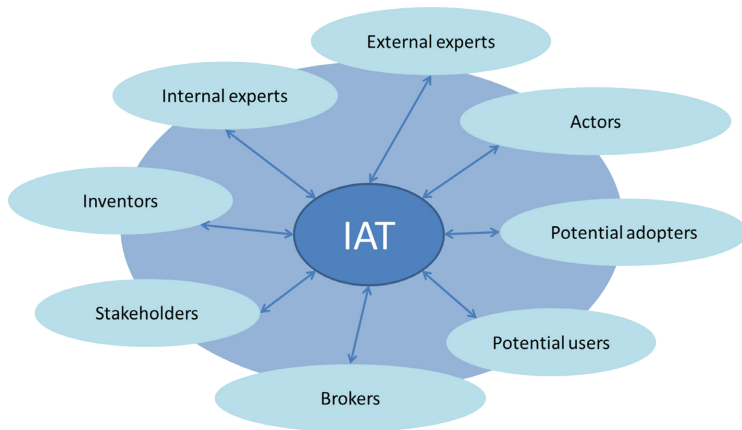 External experts
Internal experts
Actors
Inventors
IAT
Potential adopters
Stakeholders
Potential users
Brokers